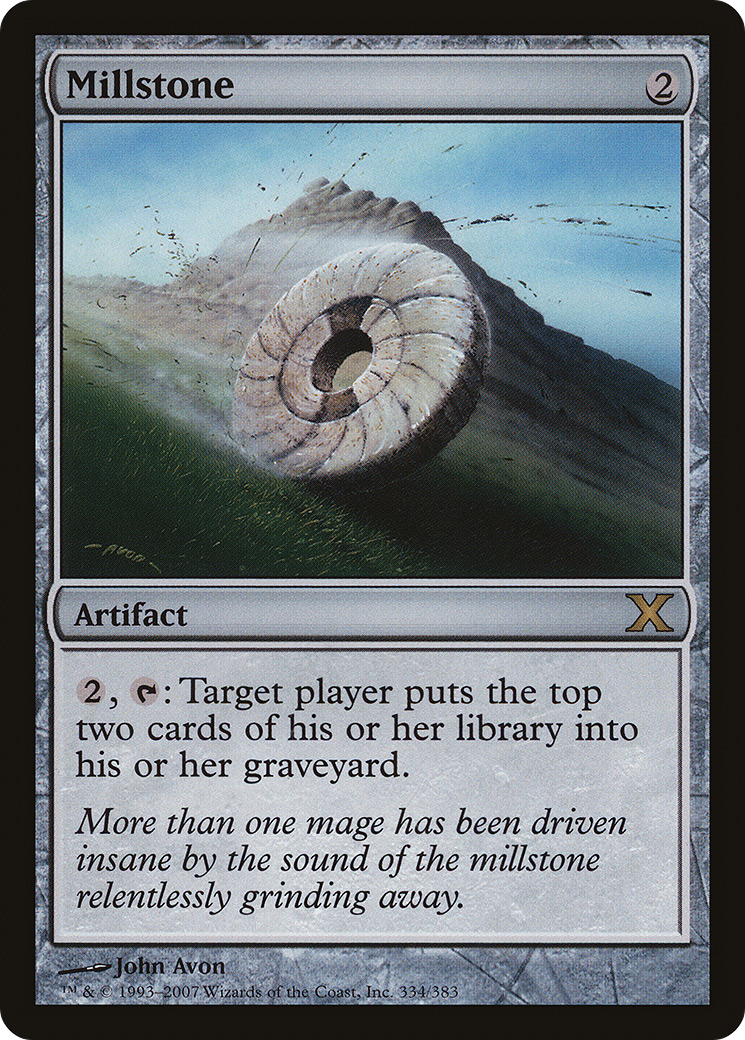 Millstone
2
AVON
Artifact
X
2, : Target player puts the top
two cards of his or her library into
his or her graveyard.
More than one mage has been driven
insane by the sound of the millstone
relentlessly grinding away.
John Avon
™ & © 1993–2007 Wizards of the Coast, Inc. 334/383